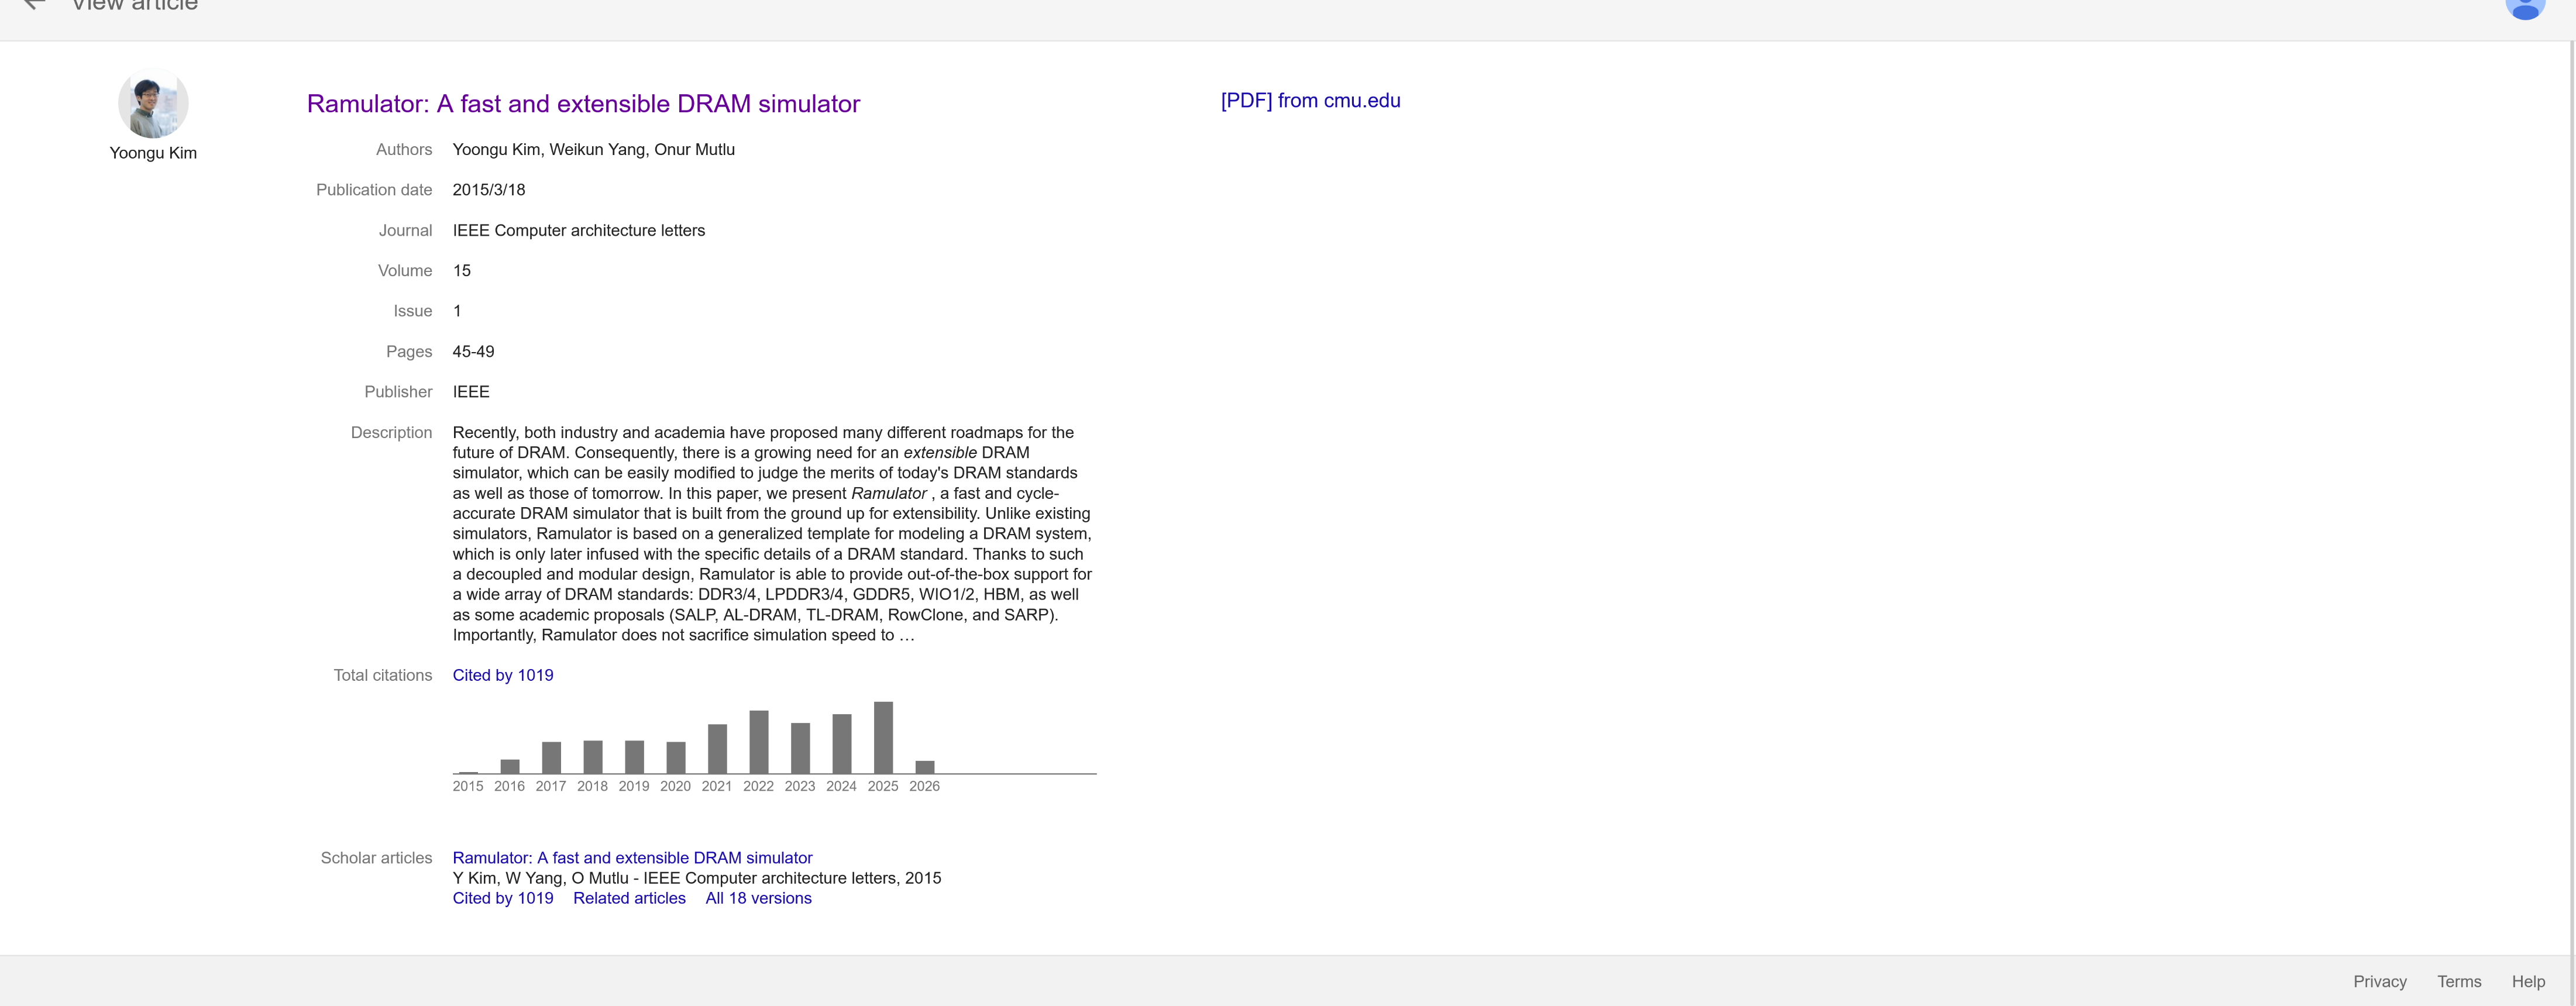 View article
Yoongu Kim
Ramulator: A fast and extensible DRAM simulator
[PDF] from cmu.edu
Authors Yoongu Kim, Weikun Yang, Onur Mutlu
Publication date 2015/3/18
Journal IEEE Computer architecture letters
Volume 15
Issue 1
Pages 45-49
Publisher IEEE
Description Recently, both industry and academia have proposed many different roadmaps for the
future of DRAM. Consequently, there is a growing need for an extensible DRAM
simulator, which can be easily modified to judge the merits of today's DRAM standards
as well as those of tomorrow. In this paper, we present Ramulator , a fast and cycle-
accurate DRAM simulator that is built from the ground up for extensibility. Unlike existing
simulators, Ramulator is based on a generalized template for modeling a DRAM system,
which is only later infused with the specific details of a DRAM standard. Thanks to such
a decoupled and modular design, Ramulator is able to provide out-of-the-box support for
a wide array of DRAM standards: DDR3/4, LPDDR3/4, GDDR5, WIO1/2, HBM, as well
as some academic proposals (SALP, AL-DRAM, TL-DRAM, RowClone, and SARP).
Importantly, Ramulator does not sacrifice simulation speed to …
Total citations Cited by 1019
2015 2016 2017 2018 2019 2020 2021 2022 2023 2024 2025 2026
Scholar articles Ramulator: A fast and extensible DRAM simulator
Y Kim, W Yang, O Mutlu - IEEE Computer architecture letters, 2015
Cited by 1019 Related articles All 18 versions
Privacy Terms Help